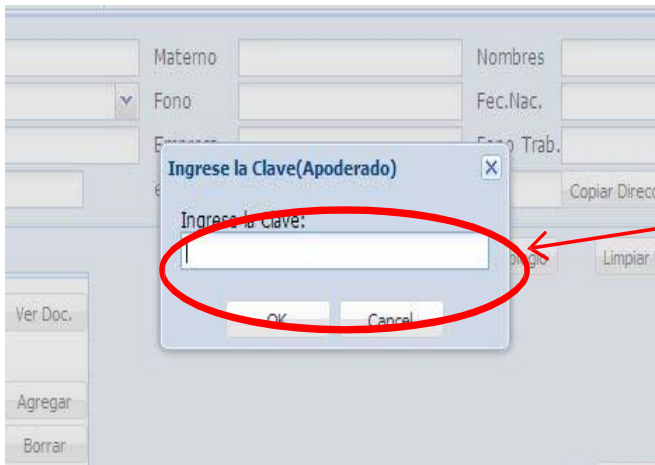 Materno Nombres
Fono Fec.Nac.
Trab.
Ingrese la Clave(Apoderado)
Copiar Direc
Ingrese la Clave:
Limpiar
Ver Doc. OK Cancel
Agregar
Borrar